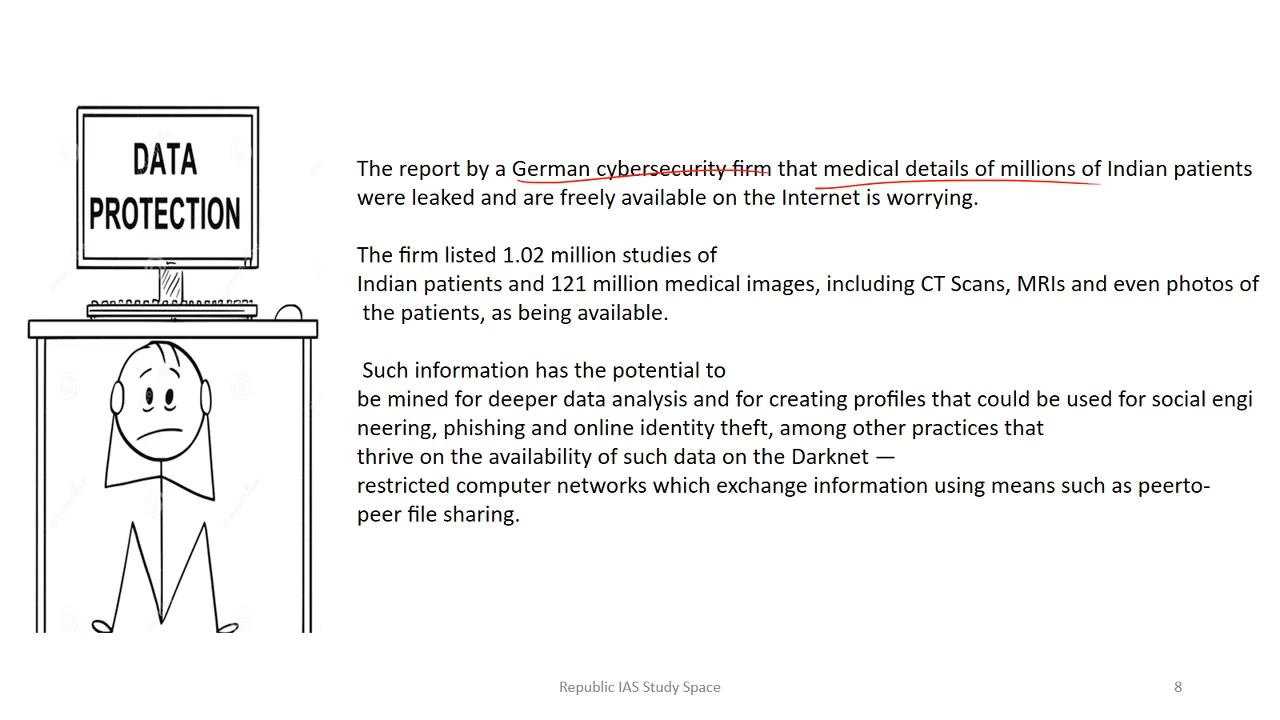 DATA
PROTECTION
The report by a German cybersecurity firm that medical details of millions of Indian patients
were leaked and are freely available on the Internet is worrying.
The firm listed 1.02 million studies of
Indian patients and 121 million medical images, including CT Scans, MRIs and even photos of
the patients, as being available.
Such information has the potential to
be mined for deeper data analysis and for creating profiles that could be used for social engi
neering, phishing and online identity theft, among other practices that
thrive on the availability of such data on the Darknet —
restricted computer networks which exchange information using means such as peerto-
peer file sharing.
Republic IAS Study Space
8